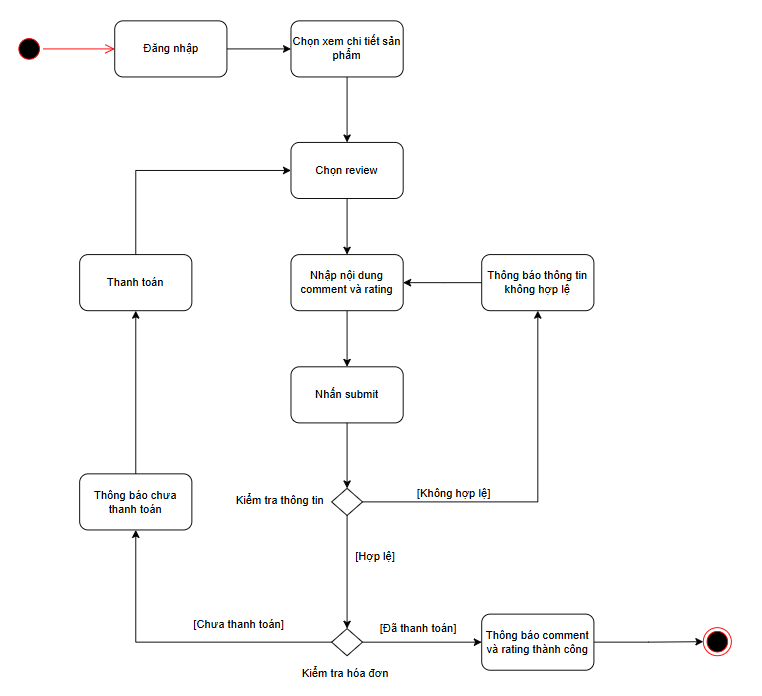 Đăng nhập
Chọn xem chi tiết sản
phẩm
Chọn review
Thanh toán
Nhập nội dung
comment và rating
Thông báo thông tin
không hợp lệ
Nhấn submit
Thông báo chưa
thanh toán
Kiểm tra thông tin
[Không hợp lệ]
[Hợp lệ]
[Chưa thanh toán]
[Đã thanh toán]
Thông báo comment
và rating thành công
Kiểm tra hóa đơn